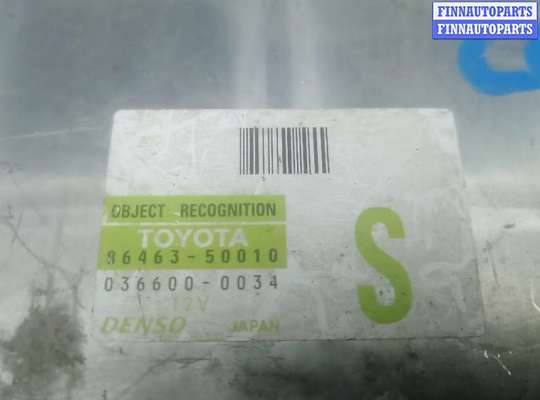 FINNAUTOPARTS
FINNAUTOPARTS
OBJECT RECOGNITION
TOYOTA
86463-50010
036600-0034
12V
DENSO JAPAN
S